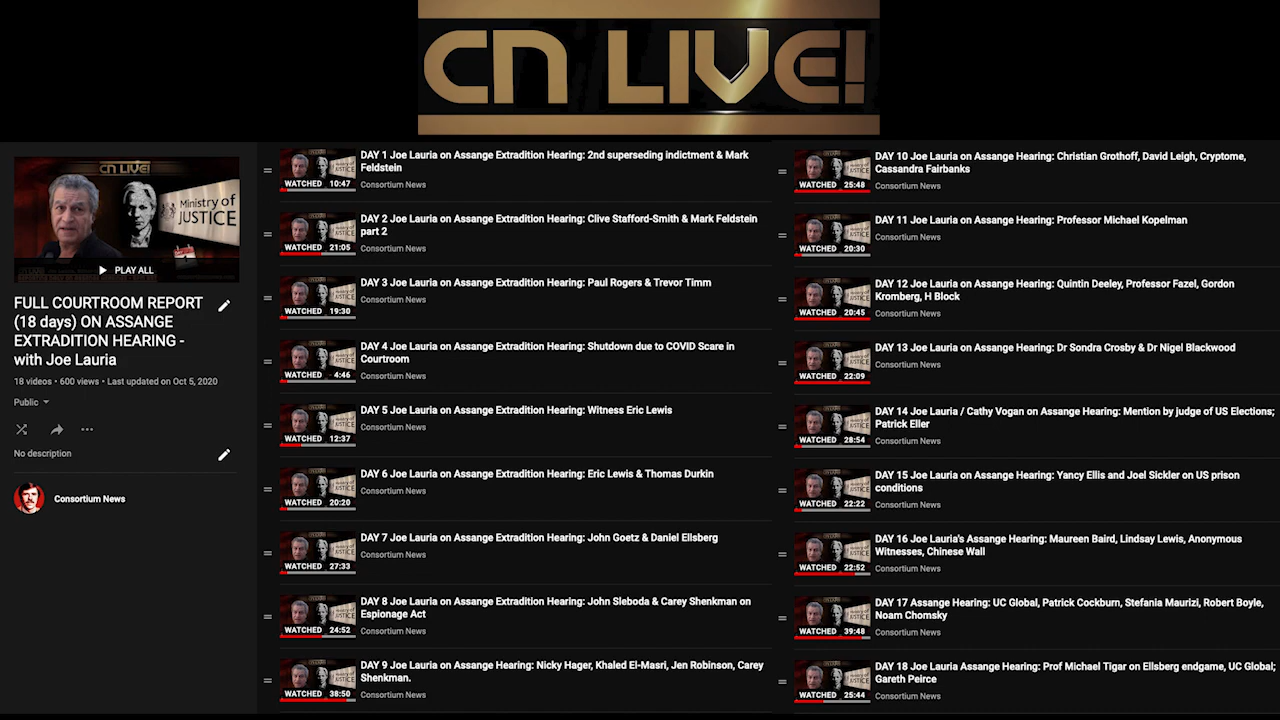 CN LIVE!
CN LIVE!
Ministry of
JUSTICE
PLAY ALL
FULL COURTROOM REPORT
(18 days) ON ASSANGE
EXTRADITION HEARING -
with Joe Lauria
18 videos • 600 views • Last updated on Oct 5, 2020
Public
No description
Consortium News
DAY 1 Joe Lauria on Assange Extradition Hearing: 2nd superseding indictment & Mark
Feldstein
WATCHED 10:47
Consortium News
DAY 2 Joe Lauria on Assange Extradition Hearing: Clive Stafford-Smith & Mark Feldstein
part 2
WATCHED 21:05
Consortium News
DAY 3 Joe Lauria on Assange Extradition Hearing: Paul Rogers & Trevor Timm
Consortium News
WATCHED 19:30
DAY 4 Joe Lauria on Assange Extradition Hearing: Shutdown due to COVID Scare in
Courtroom
WATCHED 4:46
Consortium News
DAY 5 Joe Lauria on Assange Extradition Hearing: Witness Eric Lewis
Consortium News
WATCHED 12:37
DAY 6 Joe Lauria on Assange Extradition Hearing: Eric Lewis & Thomas Durkin
Consortium News
WATCHED 20:20
DAY 7 Joe Lauria on Assange Extradition Hearing: John Goetz & Daniel Ellsberg
Consortium News
WATCHED 27:33
DAY 8 Joe Lauria on Assange Extradition Hearing: John Sleboda & Carey Shenkman on
Espionage Act
WATCHED 24:52
Consortium News
DAY 9 Joe Lauria on Assange Hearing: Nicky Hager, Khaled El-Masri, Jen Robinson, Carey
Shenkman.
WATCHED 38:50
Consortium News
DAY 10 Joe Lauria on Assange Hearing: Christian Grothoff, David Leigh, Cryptome,
Cassandra Fairbanks
WATCHED 25:48
Consortium News
DAY 11 Joe Lauria on Assange Hearing: Professor Michael Kopelman
Consortium News
WATCHED 20:30
DAY 12 Joe Lauria on Assange Hearing: Quintin Deeley, Professor Fazel, Gordon
Kromberg, H Block
WATCHED 20:45
Consortium News
DAY 13 Joe Lauria on Assange Hearing: Dr Sondra Crosby & Dr Nigel Blackwood
Consortium News
WATCHED 22:09
DAY 14 Joe Lauria / Cathy Vogan on Assange Hearing: Mention by judge of US Elections;
Patrick Eller
WATCHED 28:54
Consortium News
DAY 15 Joe Lauria on Assange Hearing: Yancy Ellis and Joel Sickler on US prison
conditions
WATCHED 22:22
Consortium News
DAY 16 Joe Lauria's Assange Hearing: Maureen Baird, Lindsay Lewis, Anonymous
Witnesses, Chinese Wall
WATCHED 22:52
Consortium News
DAY 17 Assange Hearing: UC Global, Patrick Cockburn, Stefania Maurizi, Robert Boyle,
Noam Chomsky
WATCHED 39:48
Consortium News
DAY 18 Joe Lauria Assange Hearing: Prof Michael Tigar on Ellsberg endgame, UC Global;
Gareth Peirce
WATCHED 25:44
Consortium News